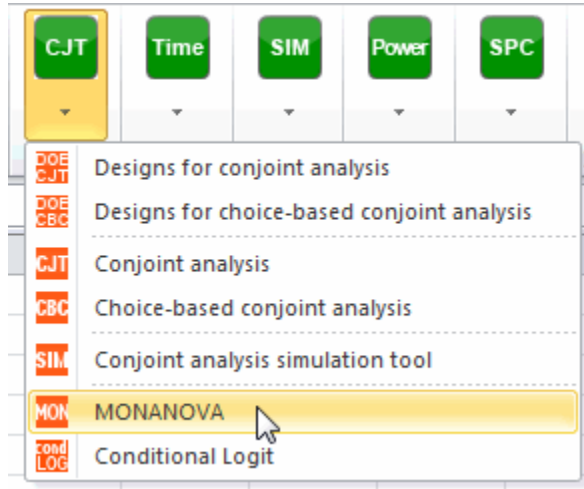 CJT Time SIM Power SPC
DOE CJT Designs for conjoint analysis
DOE CBC Designs for choice-based conjoint analysis
CJT Conjoint analysis
CBC Choice-based conjoint analysis
SIM Conjoint analysis simulation tool
MON MONANOVA
cond LOG Conditional Logit